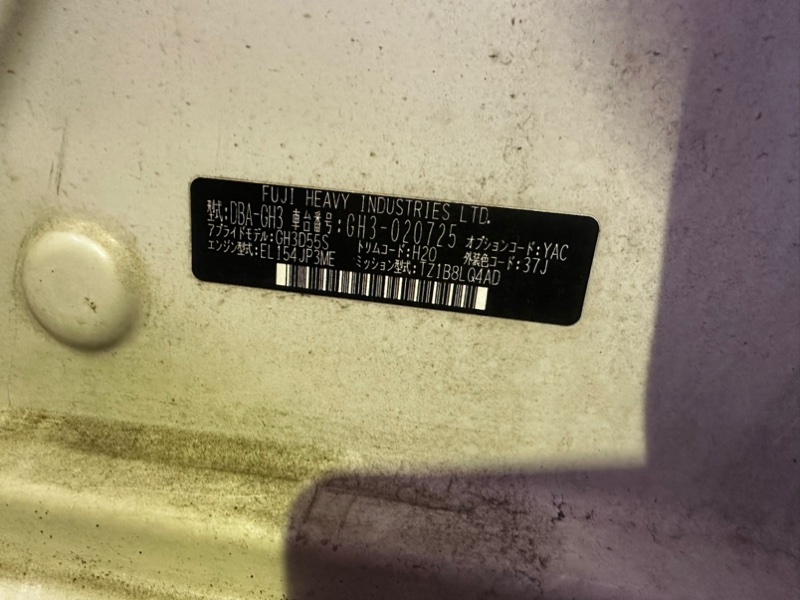 FUJI HEAVY INDUSTRIES LTD.
型式:DBA-GH3 車台番号:GH3-020725
アプライドモデル:GH3D55S トリムコード:H20 オプションコード:YAC
エンジン型式:EL154JP3ME ミッション型式:TZ1B8LQ4AD 外装色コード:37J